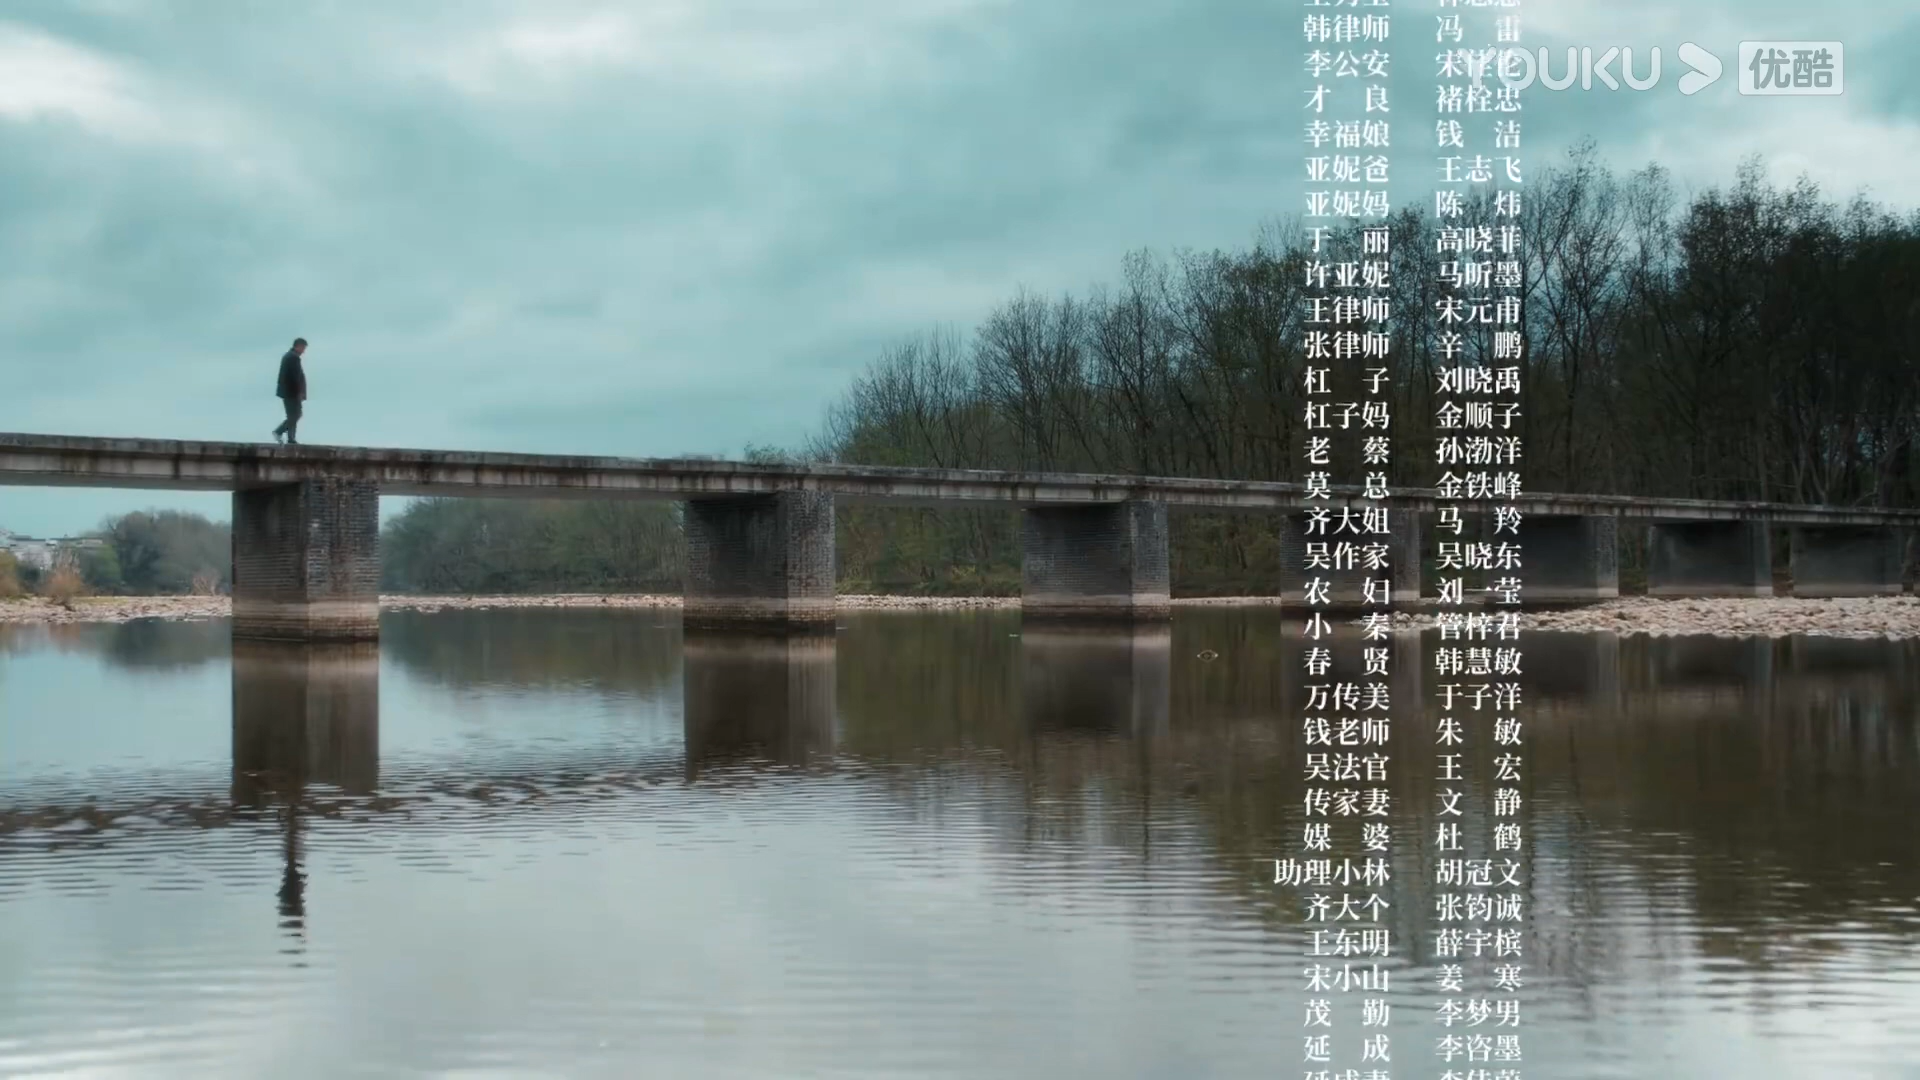 韩律师 冯雷
李公安
YOUKU 优酷
才良 褚栓忠
幸福娘 钱洁
亚妮爸 王志飞
亚妮妈 陈炜
于丽 高晓菲
许亚妮 马昕墨
王律师 宋元甫
张律师 辛鹏
杠子 刘晓禹
杠子妈 金顺子
老蔡 孙渤洋
莫总 金铁峰
齐大姐 马羚
吴作家 吴晓东
农妇 刘一莹
小秦 管梓君
春贤 韩慧敏
万传美 于子洋
钱老师 朱敏
吴法官 王宏
传家妻 文静
媒婆 杜鹤
助理小林 胡冠文
齐大个 张钧诚
王东明 薛宇槟
宋小山 姜寒
茂勤 李梦男
延成 李咨墨